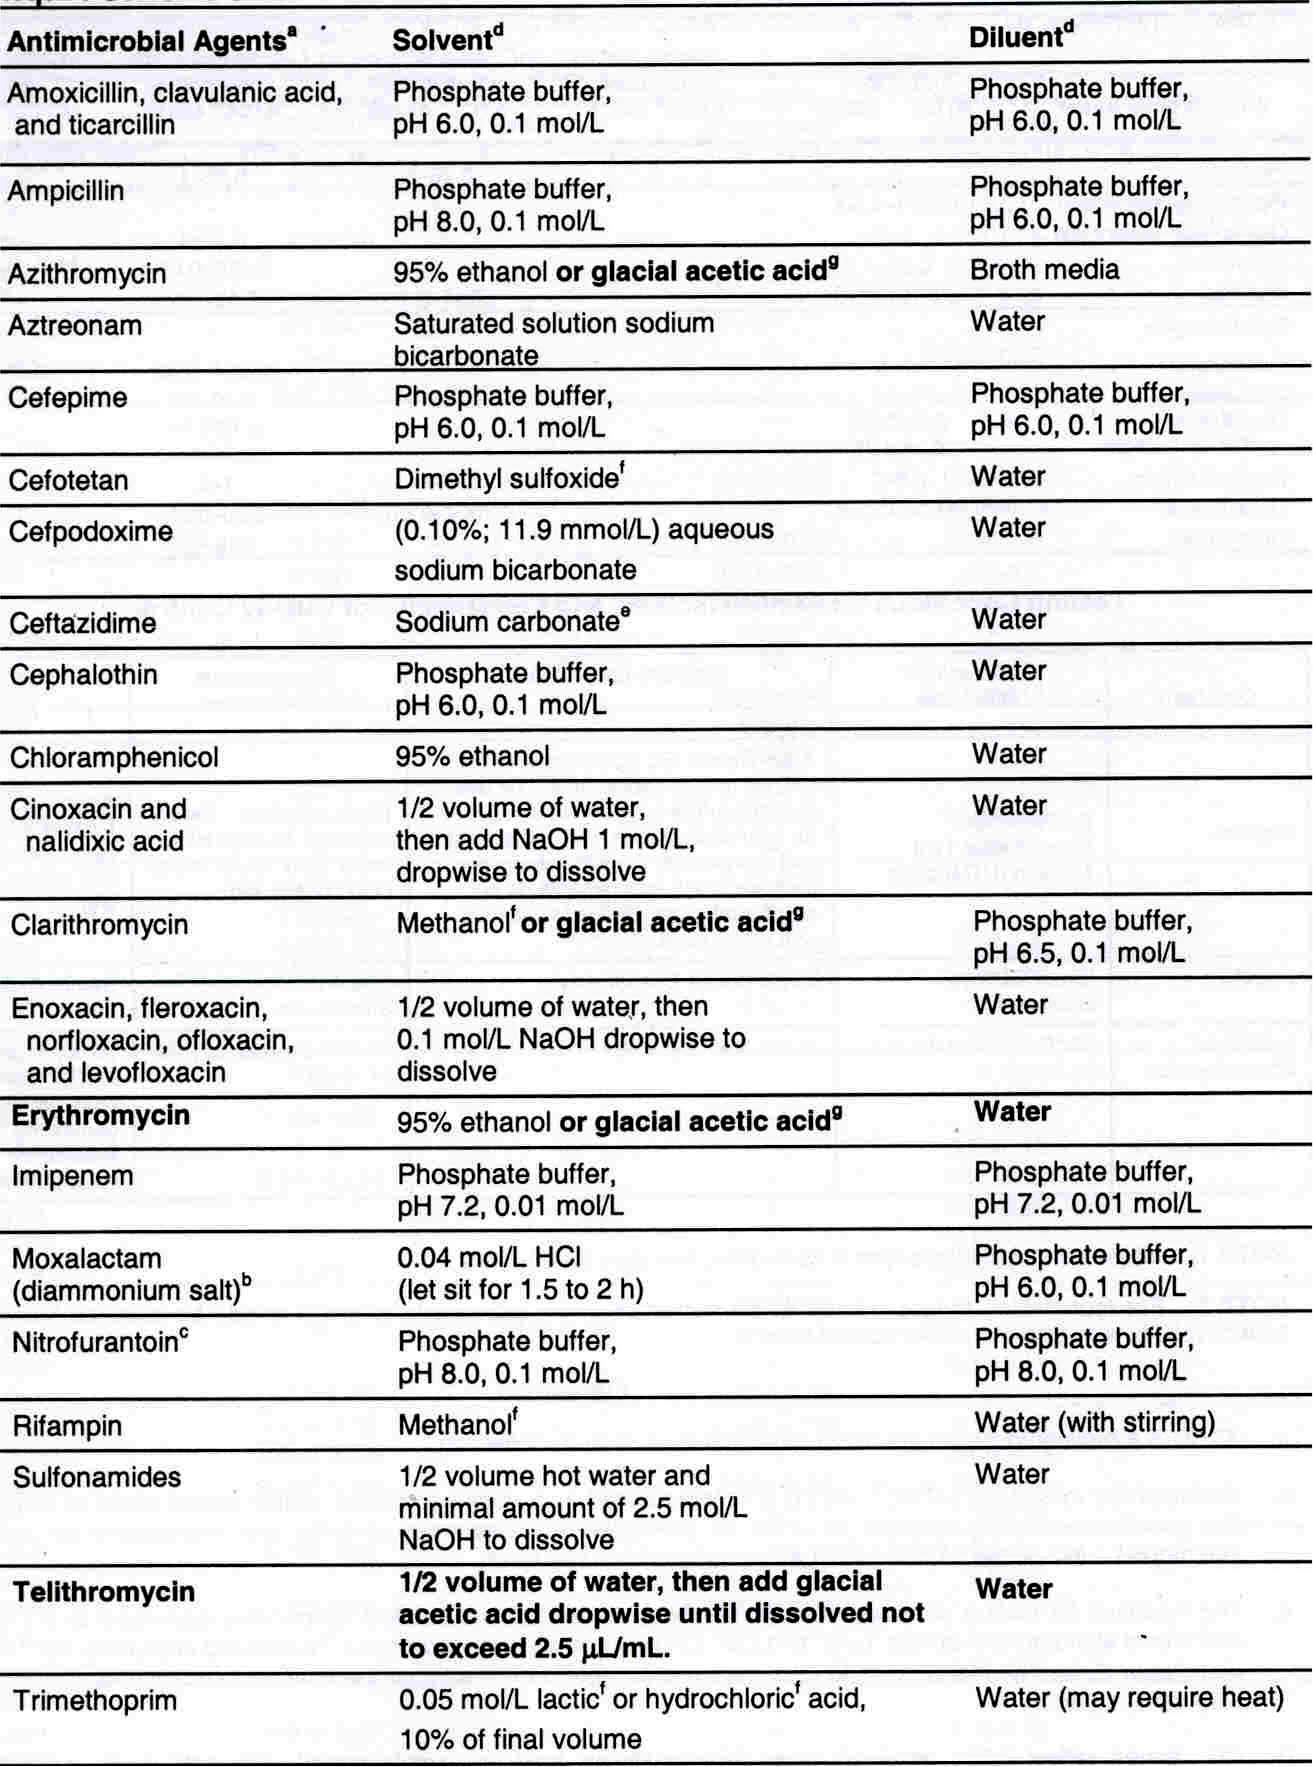 Antimicrobial Agentsᵃ Solventᵈ Diluentᵈ
Amoxicillin, clavulanic acid, Phosphate buffer, Phosphate buffer,
and ticarcillin pH 6.0, 0.1 mol/L pH 6.0, 0.1 mol/L
Ampicillin Phosphate buffer, Phosphate buffer,
pH 8.0, 0.1 mol/L pH 6.0, 0.1 mol/L
Azithromycin 95% ethanol or glacial acetic acidᵍ Broth media
Aztreonam Saturated solution sodium Water
bicarbonate
Cefepime Phosphate buffer, Phosphate buffer,
pH 6.0, 0.1 mol/L pH 6.0, 0.1 mol/L
Cefotetan Dimethyl sulfoxideᶠ Water
Cefpodoxime (0.10%; 11.9 mmol/L) aqueous Water
sodium bicarbonate
Ceftazidime Sodium carbonateᵉ Water
Cephalothin Phosphate buffer, Water
pH 6.0, 0.1 mol/L
Chloramphenicol 95% ethanol Water
Cinoxacin and 1/2 volume of water, Water
nalidixic acid then add NaOH 1 mol/L,
dropwise to dissolve
Clarithromycin Methanolᶠ or glacial acetic acidᵍ Phosphate buffer,
pH 6.5, 0.1 mol/L
Enoxacin, fleroxacin, 1/2 volume of water, then Water
norfloxacin, ofloxacin, 0.1 mol/L NaOH dropwise to
and levofloxacin dissolve
Erythromycin 95% ethanol or glacial acetic acidᵍ Water
Imipenem Phosphate buffer, Phosphate buffer,
pH 7.2, 0.01 mol/L pH 7.2, 0.01 mol/L
Moxalactam 0.04 mol/L HCl Phosphate buffer,
(diammonium salt)ᵇ (let sit for 1.5 to 2 h) pH 6.0, 0.1 mol/L
Nitrofurantoinᶜ Phosphate buffer, Phosphate buffer,
pH 8.0, 0.1 mol/L pH 8.0, 0.1 mol/L
Rifampin Methanolᶠ Water (with stirring)
Sulfonamides 1/2 volume hot water and Water
minimal amount of 2.5 mol/L
NaOH to dissolve
Telithromycin 1/2 volume of water, then add glacial Water
acetic acid dropwise until dissolved not
to exceed 2.5 µL/mL.
Trimethoprim 0.05 mol/L lacticᶠ or hydrochloricᶠ acid, Water (may require heat)
10% of final volume